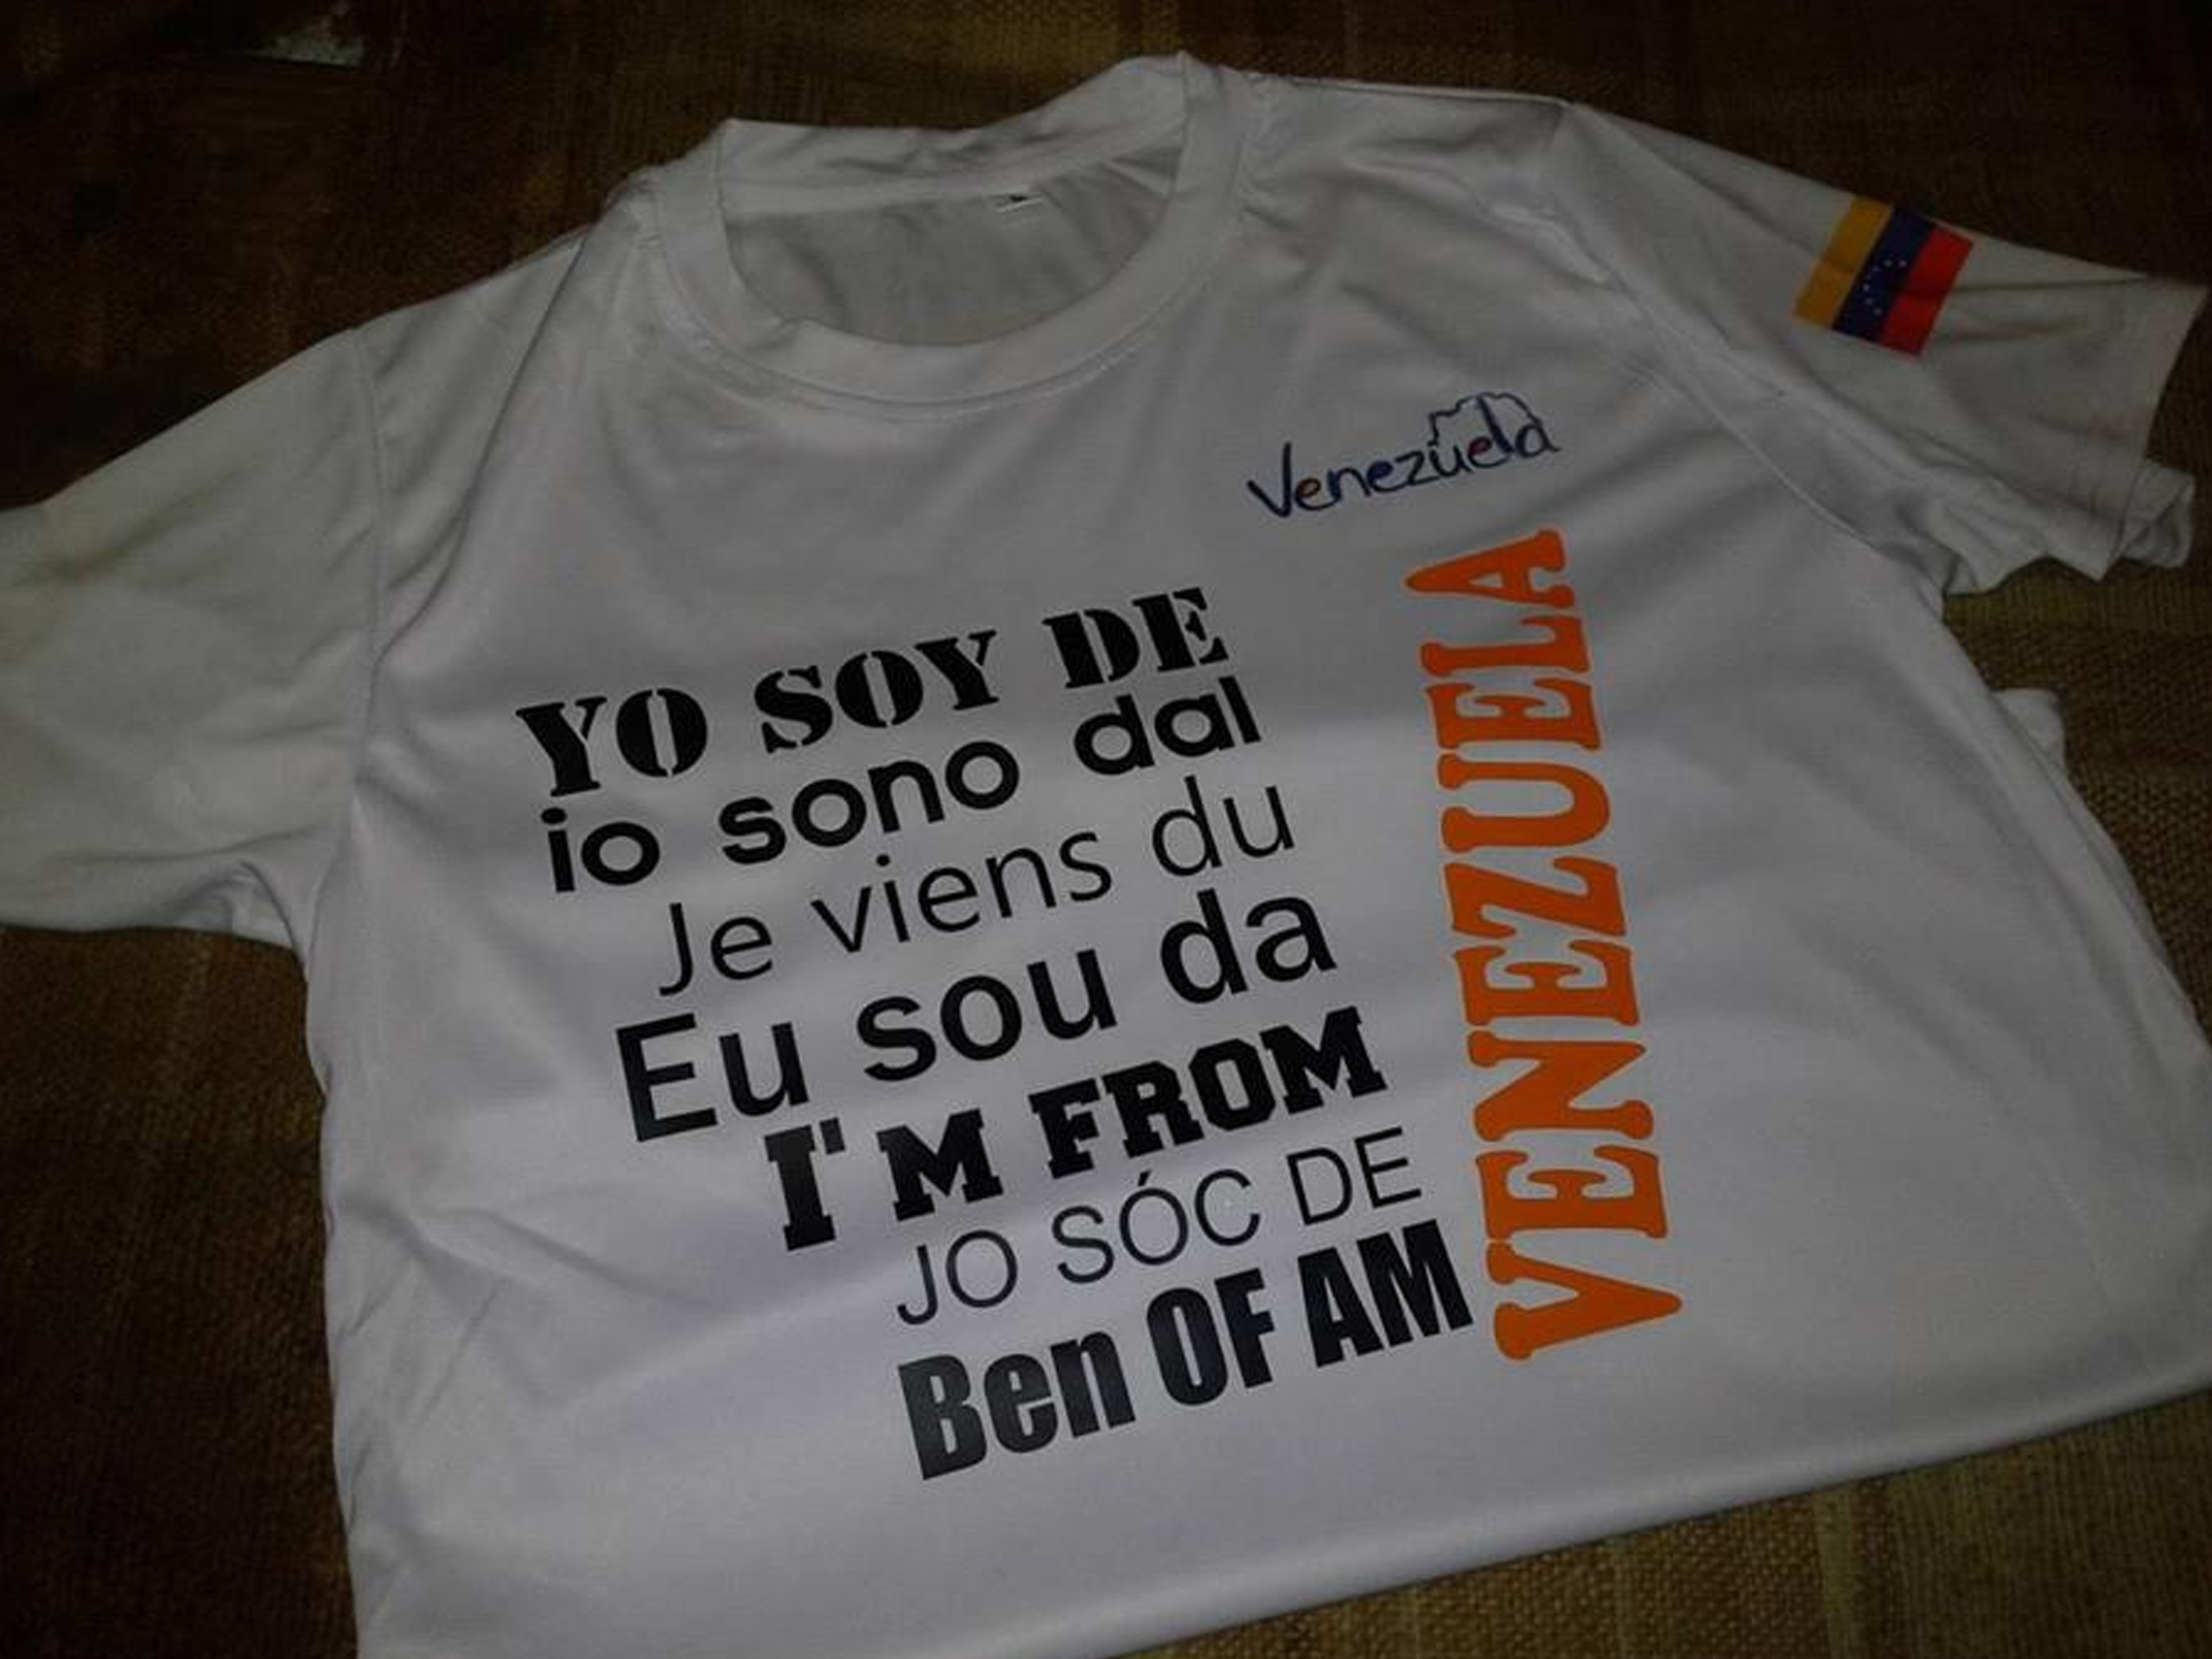 Venezuela
YO SOY DE
io sono dal
Je viens du
Eu sou da
I'M FROM
JO SÓC DE
Ben OF AM
VENEZUELA